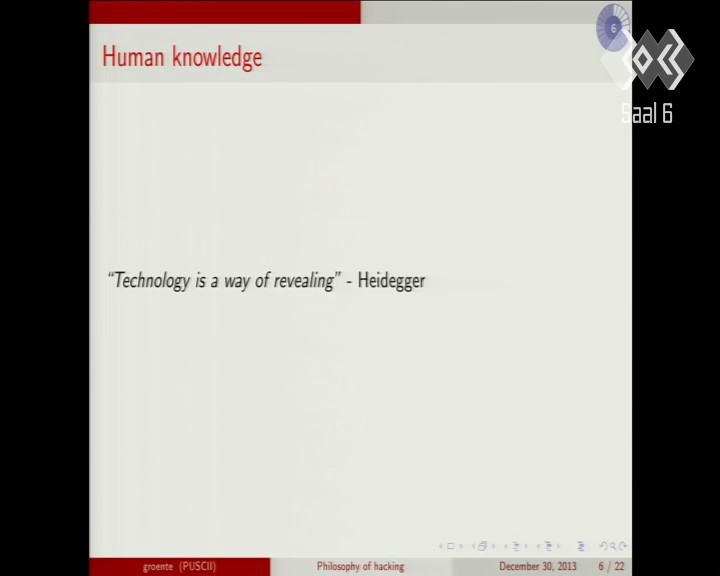 6
Saal 6
Human knowledge
“Technology is a way of revealing” - Heidegger
groente (PUSCII)
Philosophy of hacking
December 30, 2013
6 / 22